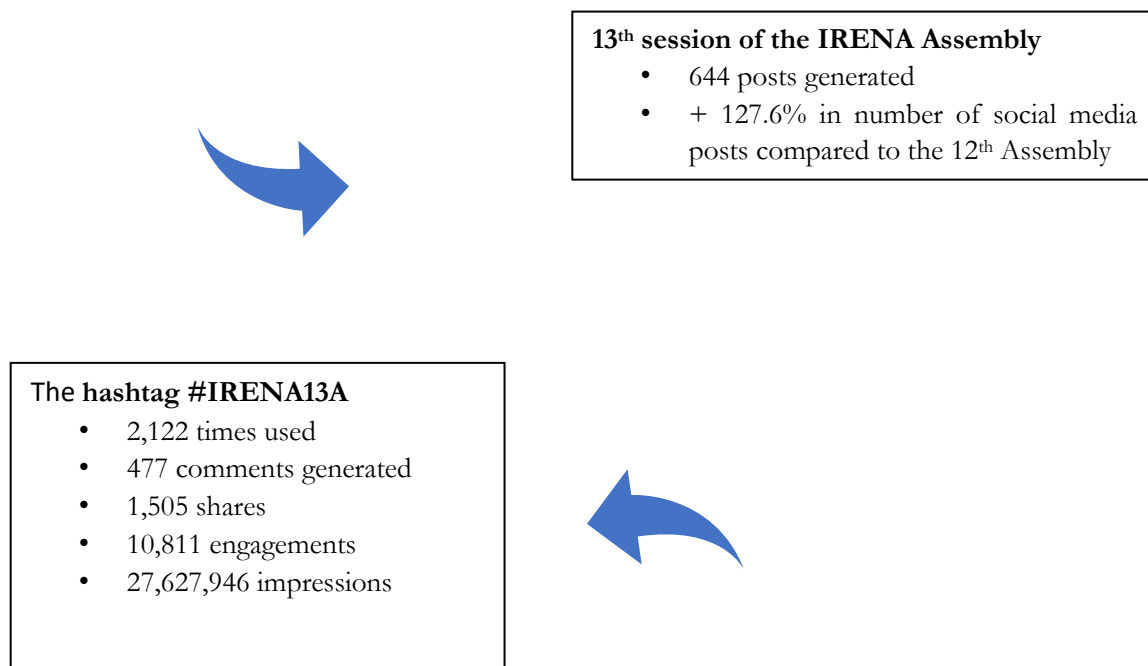 13th session of the IRENA Assembly
• 644 posts generated
• + 127.6% in number of social media
posts compared to the 12th Assembly
The hashtag #IRENA13A
• 2,122 times used
• 477 comments generated
• 1,505 shares
• 10,811 engagements
• 27,627,946 impressions